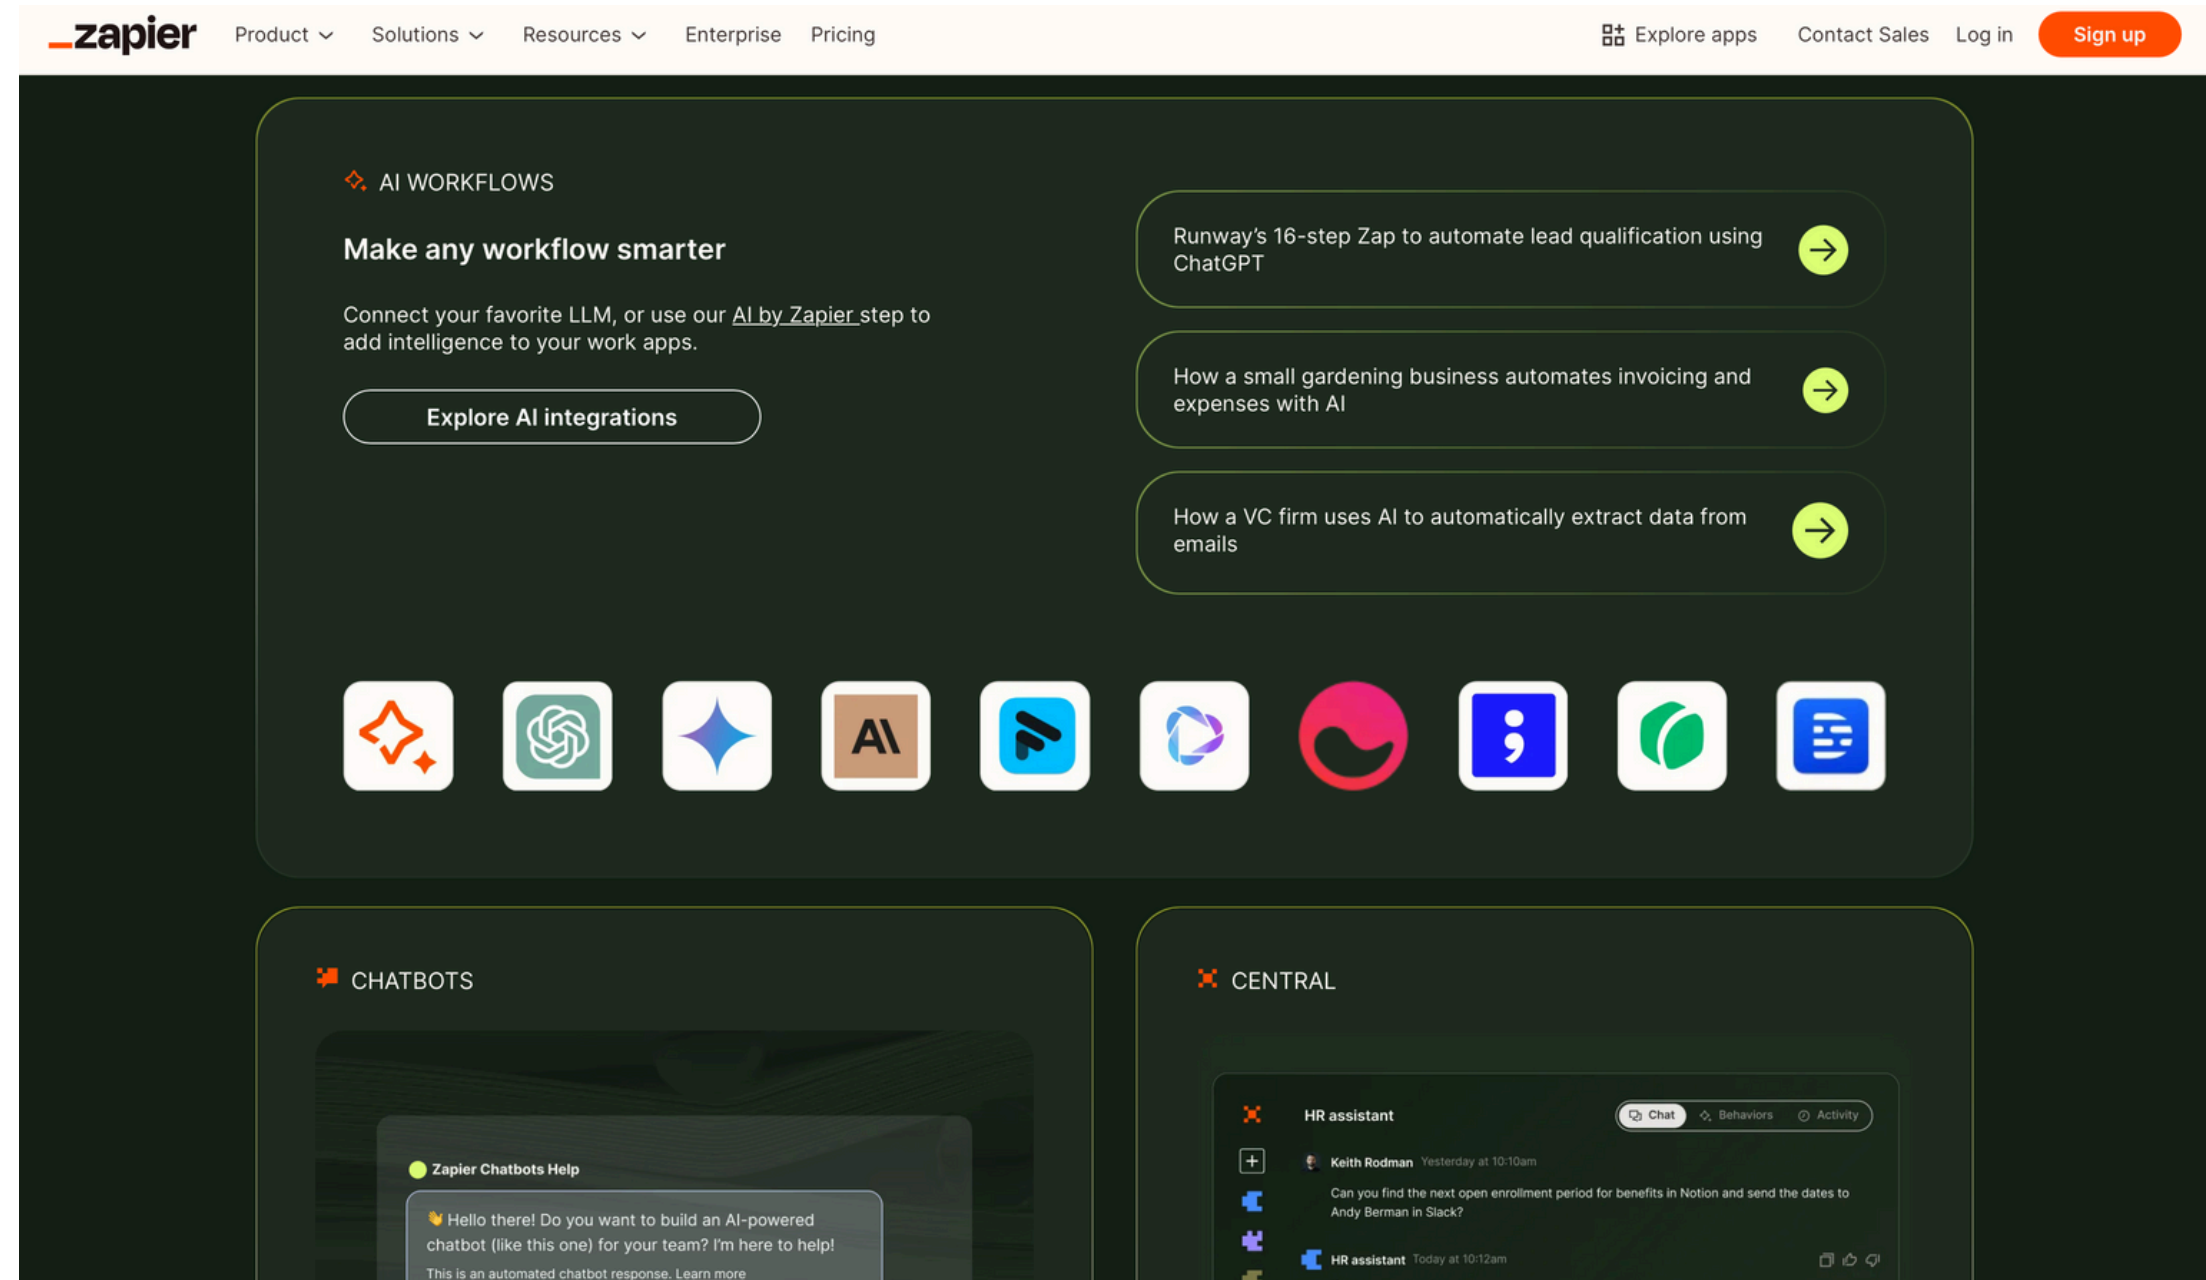 zapier
Product
Solutions
Resources
Enterprise
Pricing
Explore apps
Contact Sales
Log in
Sign up
AI WORKFLOWS
Make any workflow smarter
Connect your favorite LLM, or use our AI by Zapier step to
add intelligence to your work apps.
Explore AI integrations
Runway's 16-step Zap to automate lead qualification using
ChatGPT
How a small gardening business automates invoicing and
expenses with AI
How a VC firm uses AI to automatically extract data from
emails
CHATBOTS
Zapier Chatbots Help
👋 Hello there! Do you want to build an AI-powered
chatbot (like this one) for your team? I'm here to help!
This is an automated chatbot response. Learn more
CENTRAL
HR assistant
Chat
Behaviors
Activity
Keith Rodman Yesterday at 10:10am
Can you find the next open enrollment period for benefits in Notion and send the dates to
Andy Berman in Slack?
HR assistant Today at 10:12am